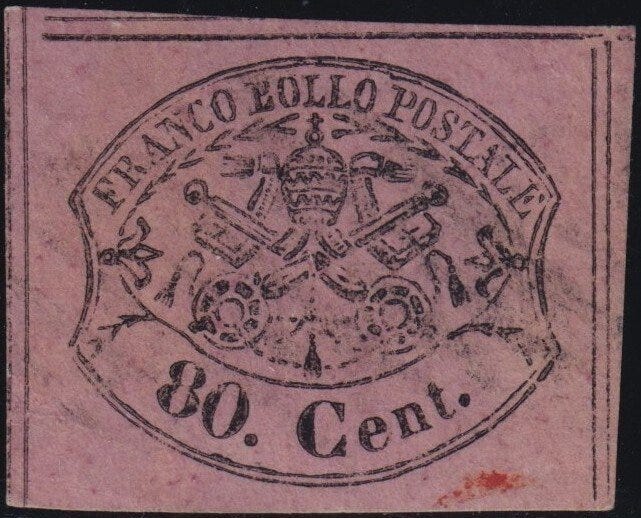 FRANCO BOLLO POSTALE
80. Cent.